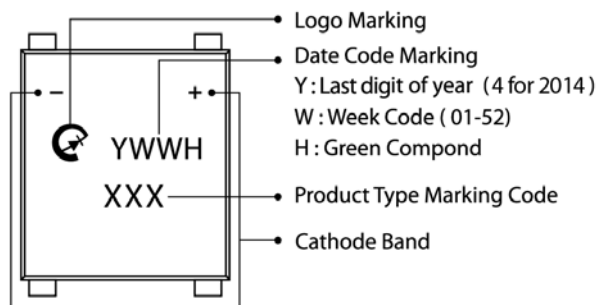 Logo Marking
Date Code Marking
Y : Last digit of year ( 4 for 2014 )
W : Week Code ( 01-52)
H : Green Compond
Product Type Marking Code
Cathode Band
− +
YWWH
XXX